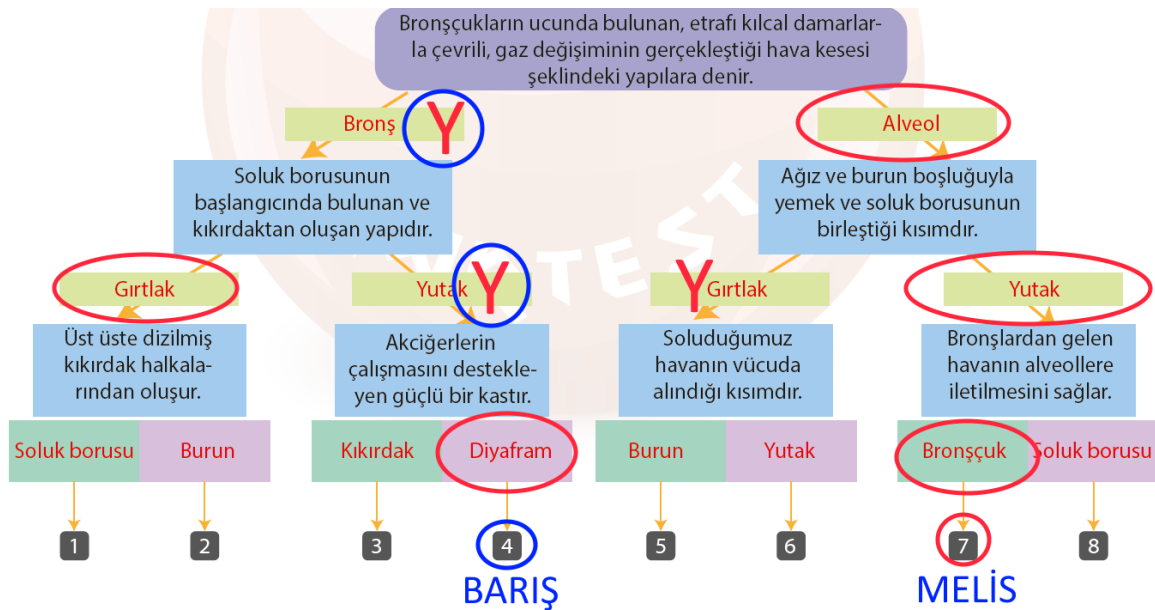 Bronşçukların ucunda bulunan, etrafı kılcal damarlar-
la çevrili, gaz değişiminin gerçekleştiği hava kesesi
şeklindeki yapılara denir.
Bronş
Y
Alveol
Soluk borusunun
başlangıcında bulunan ve
kıkırdaktan oluşan yapıdır.
Ağız ve burun boşluğuyla
yemek ve soluk borusunun
birleştiği kısımdır.
TEST
Gırtlak
Yutak
Y
Y
Gırtlak
Yutak
Üst üste dizilmiş
kıkırdak halkala-
rından oluşur.
Akciğerlerin
çalışmasını destekle-
yen güçlü bir kastır.
Soluduğumuz
havanın vücuda
alındığı kısımdır.
Bronşlardan gelen
havanın alveollere
iletilmesini sağlar.
Soluk borusu
Burun
Kıkırdak
Diyafram
Burun
Yutak
Bronşçuk
Soluk borusu
1
2
3
4
5
6
7
8
BARIŞ
MELİS